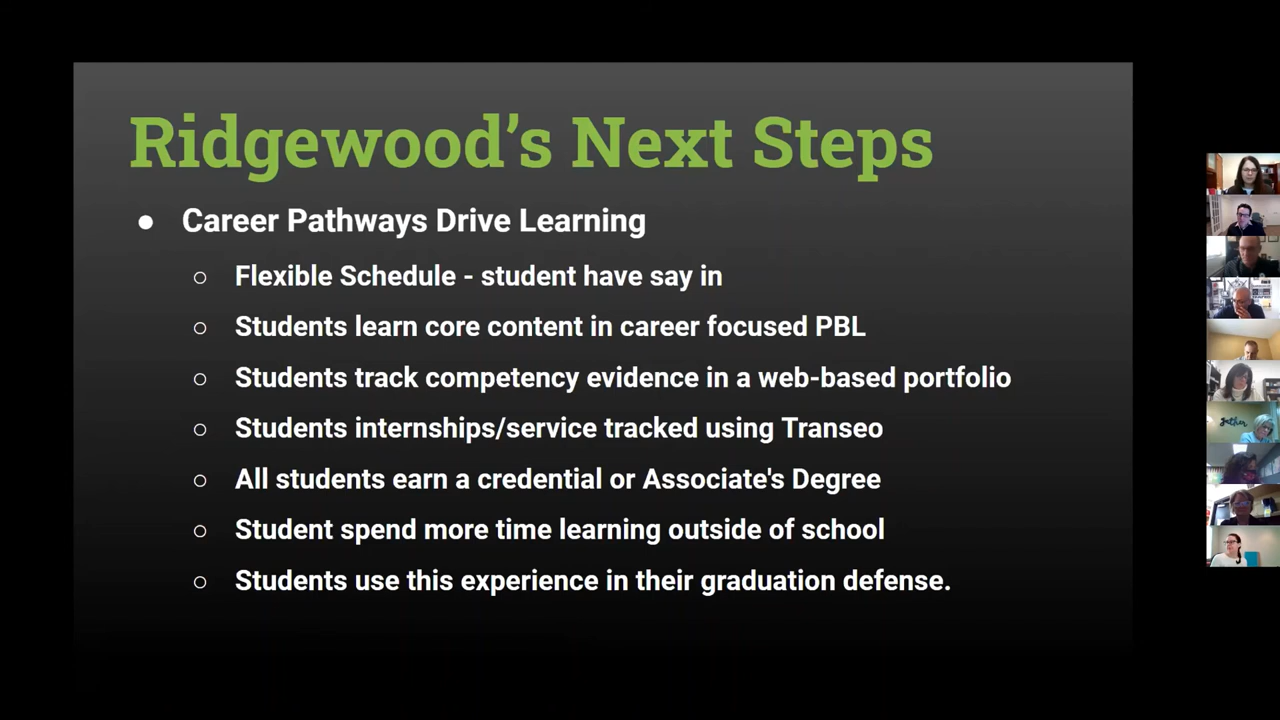 Ridgewood's Next Steps
● Career Pathways Drive Learning
○ Flexible Schedule - student have say in
○ Students learn core content in career focused PBL
○ Students track competency evidence in a web-based portfolio
○ Students internships/service tracked using Transeo
○ All students earn a credential or Associate's Degree
○ Student spend more time learning outside of school
○ Students use this experience in their graduation defense.
gather